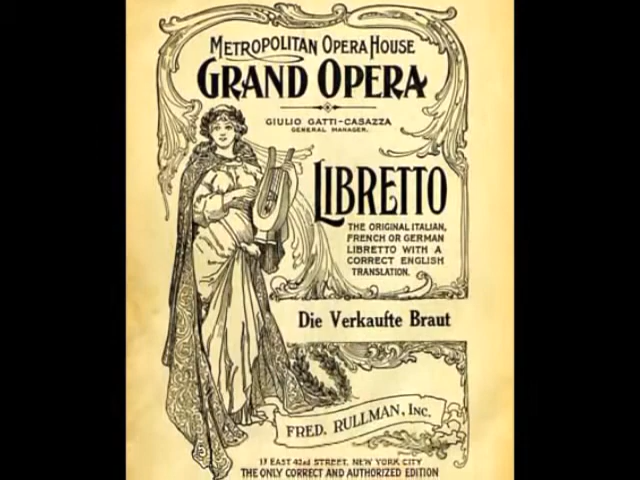 METROPOLITAN OPERA HOUSE
GRAND OPERA
GIULIO GATTI-CASAZZA
GENERAL MANAGER.
LIBRETTO
THE ORIGINAL ITALIAN,
FRENCH OR GERMAN
LIBRETTO WITH A
CORRECT ENGLISH
TRANSLATION.
Die Verkaufte Braut
FRED. RULLMAN, INC.
17 EAST 42nd STREET, NEW YORK CITY
THE ONLY CORRECT AND AUTHORIZED EDITION